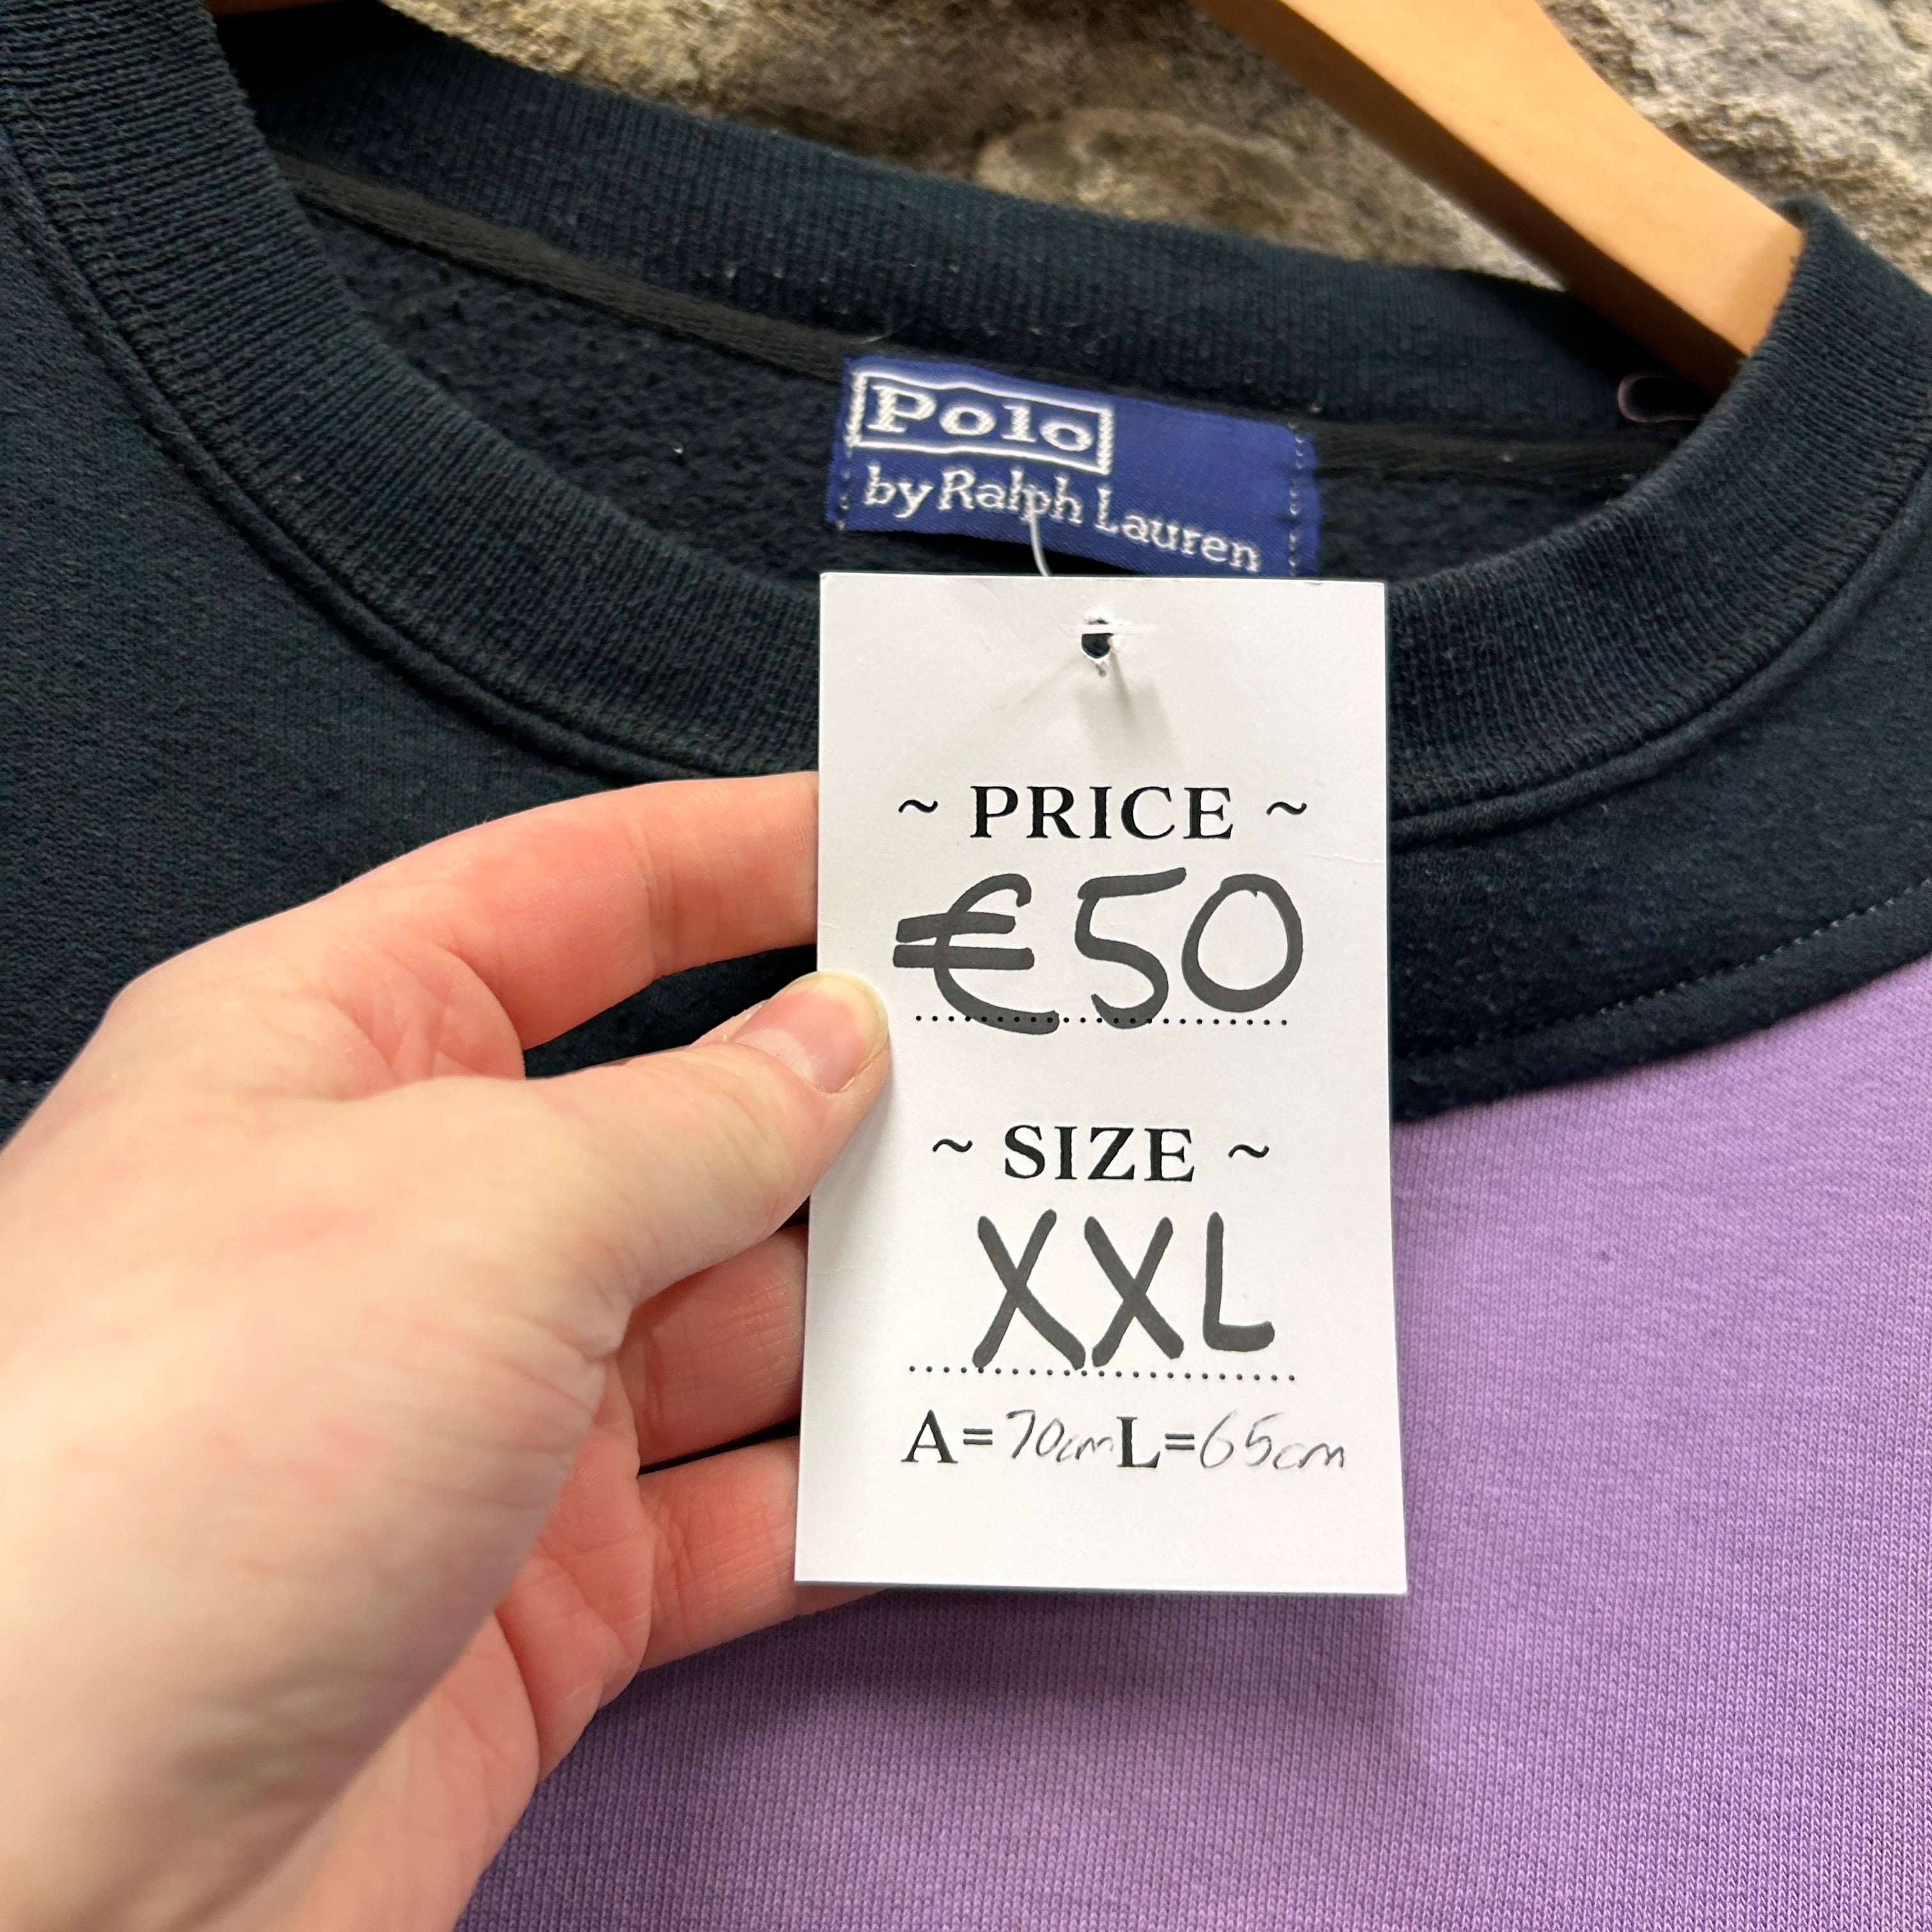 Polo
by Ralph Lauren
~ PRICE ~
€50
~ SIZE ~
XXL
A=70cm L=65cm